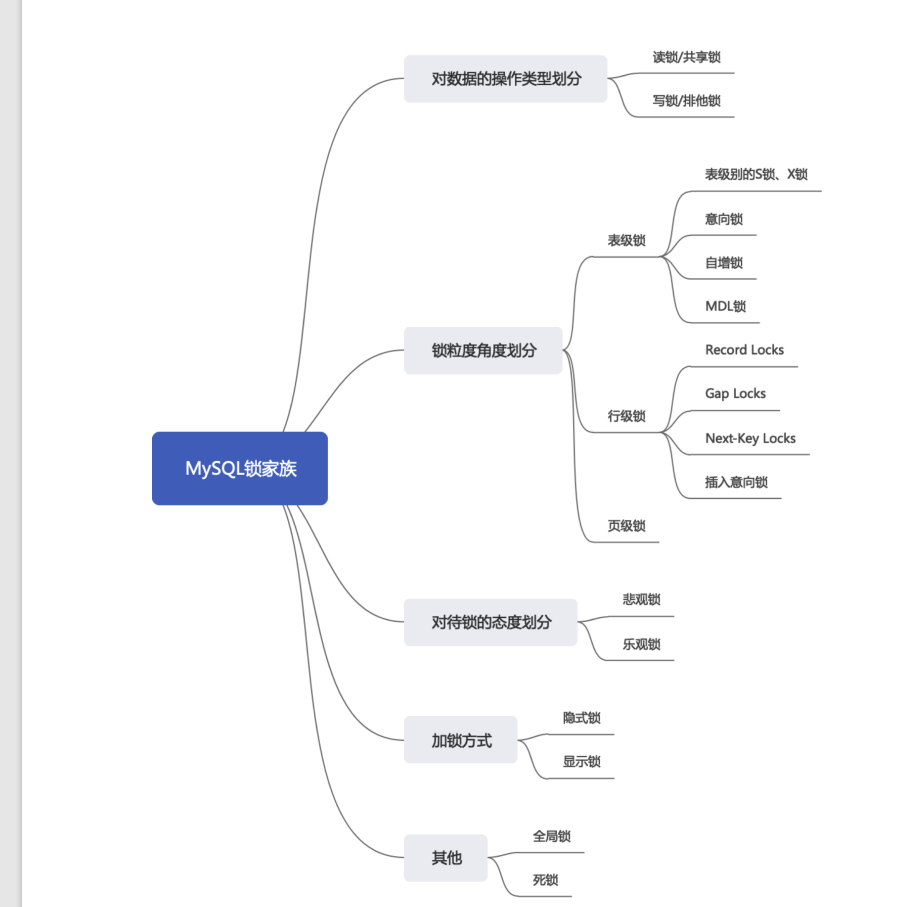 MySQL锁家族
对数据的操作类型划分
读锁/共享锁
写锁/排他锁
锁粒度角度划分
表级锁
表级别的S锁、X锁
意向锁
自增锁
MDL锁
行级锁
Record Locks
Gap Locks
Next-Key Locks
插入意向锁
页级锁
对待锁的态度划分
悲观锁
乐观锁
加锁方式
隐式锁
显示锁
其他
全局锁
死锁